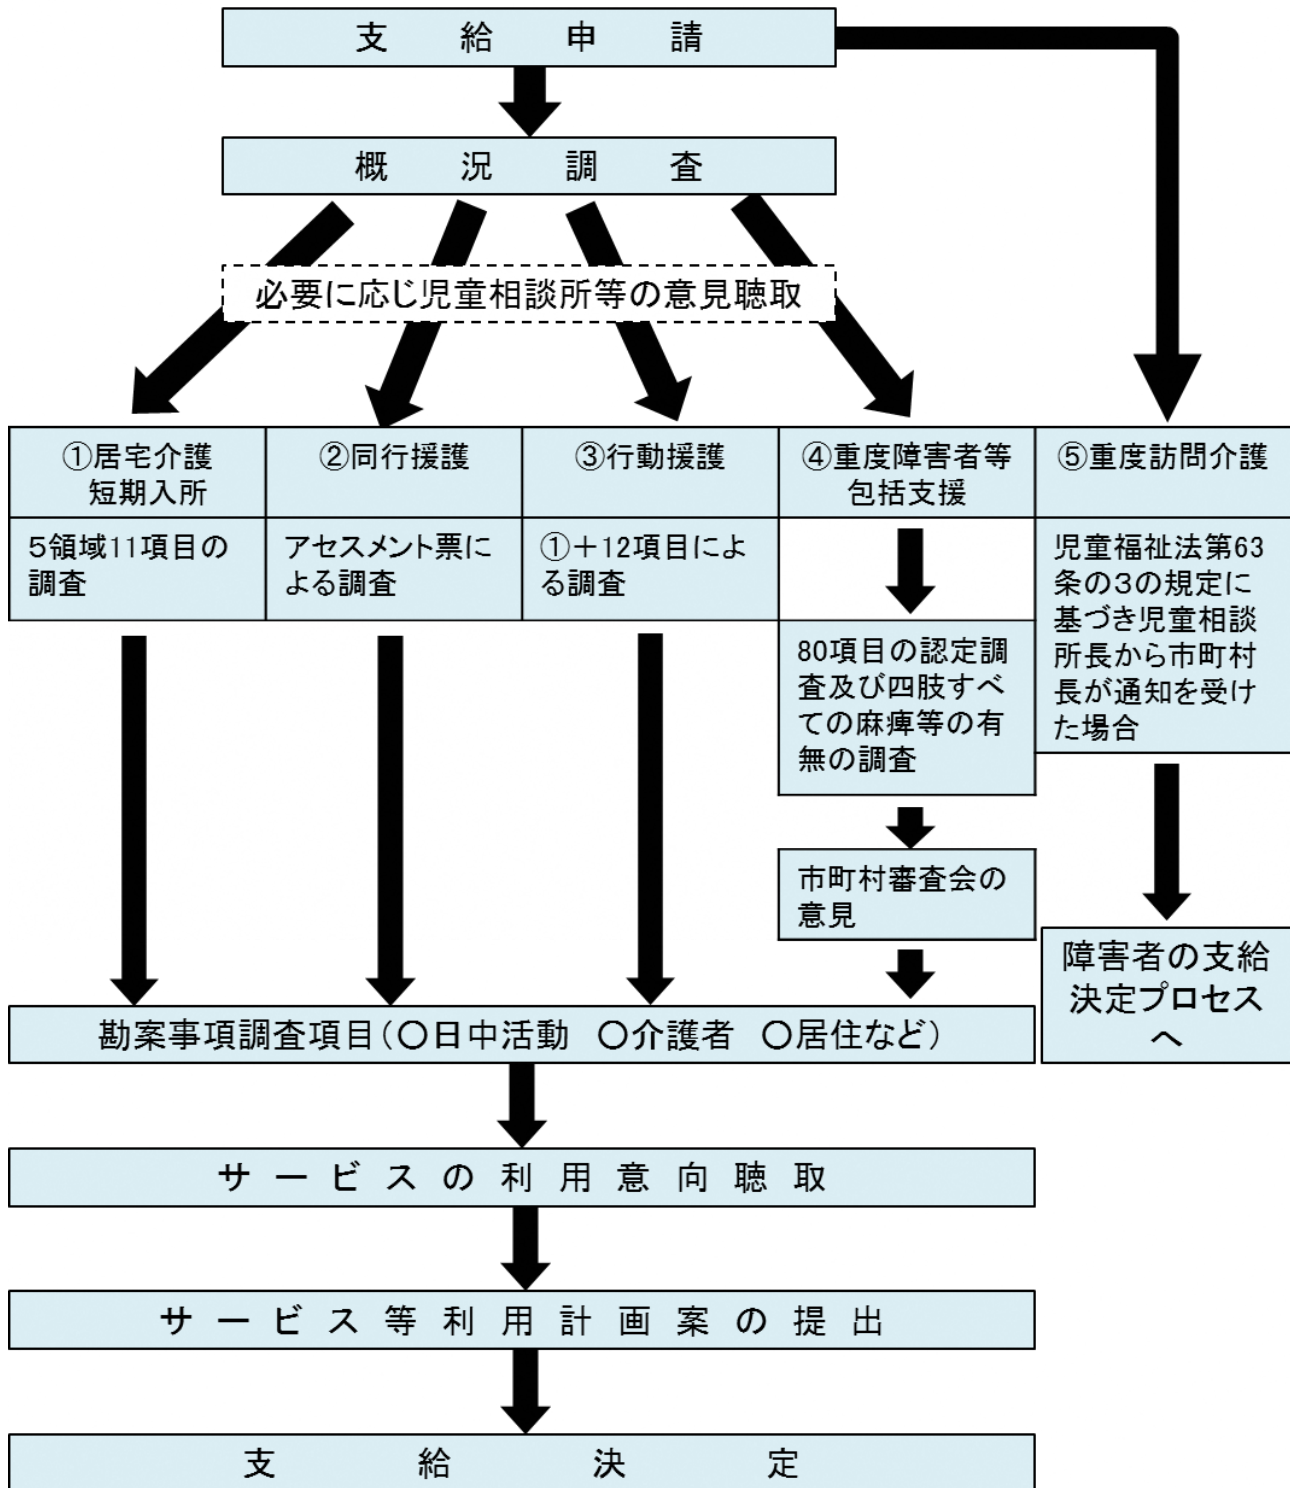 支給申請
概況調査
必要に応じ児童相談所等の意見聴取
①居宅介護
短期入所
②同行援護
③行動援護
④重度障害者等
包括支援
⑤重度訪問介護
5領域11項目の
調査
アセスメント票に
よる調査
①＋12項目によ
る調査
80項目の認定調
査及び四肢すべ
ての麻痺等の有
無の調査
児童福祉法第63
条の3の規定に
基づき児童相談
所長から市町村
長が通知を受け
た場合
市町村審査会の
意見
障害者の支給
決定プロセス
へ
勘案事項調査項目（○日中活動　○介護者　○居住など）
サービスの利用意向聴取
サービス等利用計画案の提出
支給決定